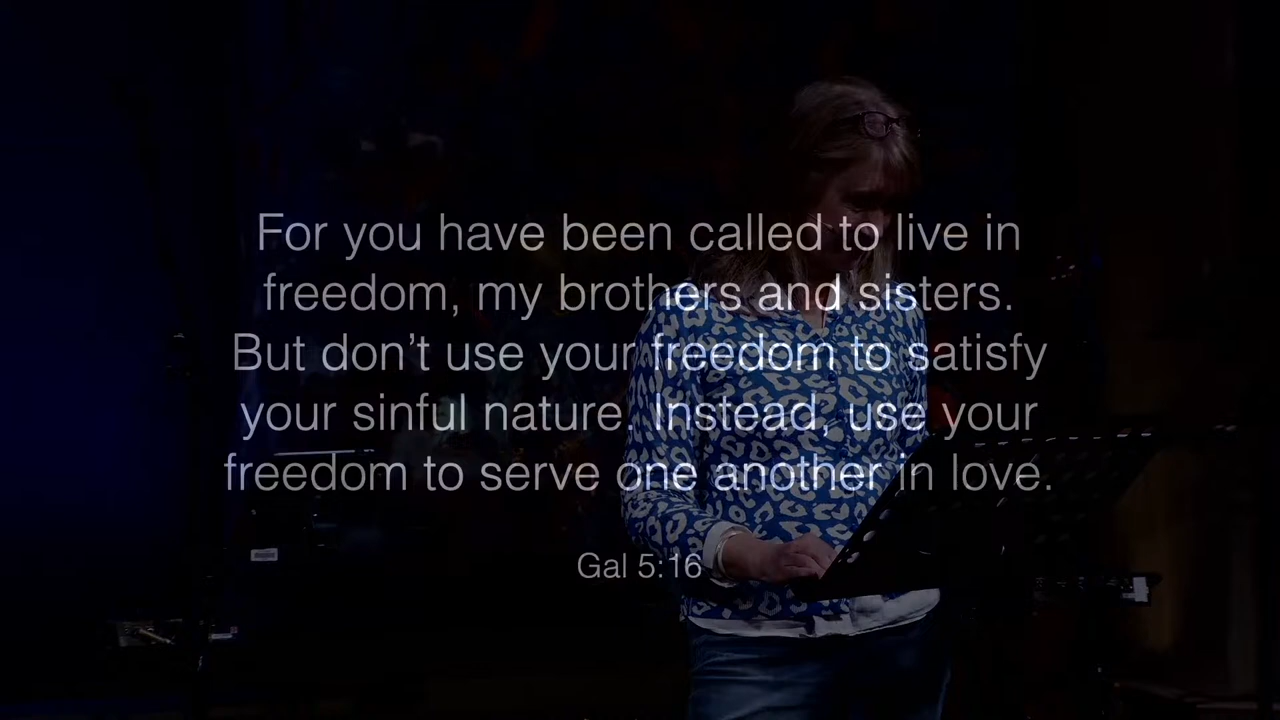 For you have been called to live in
freedom, my brothers and sisters.
But don’t use your freedom to satisfy
your sinful nature. Instead, use your
freedom to serve one another in love.
Gal 5:16